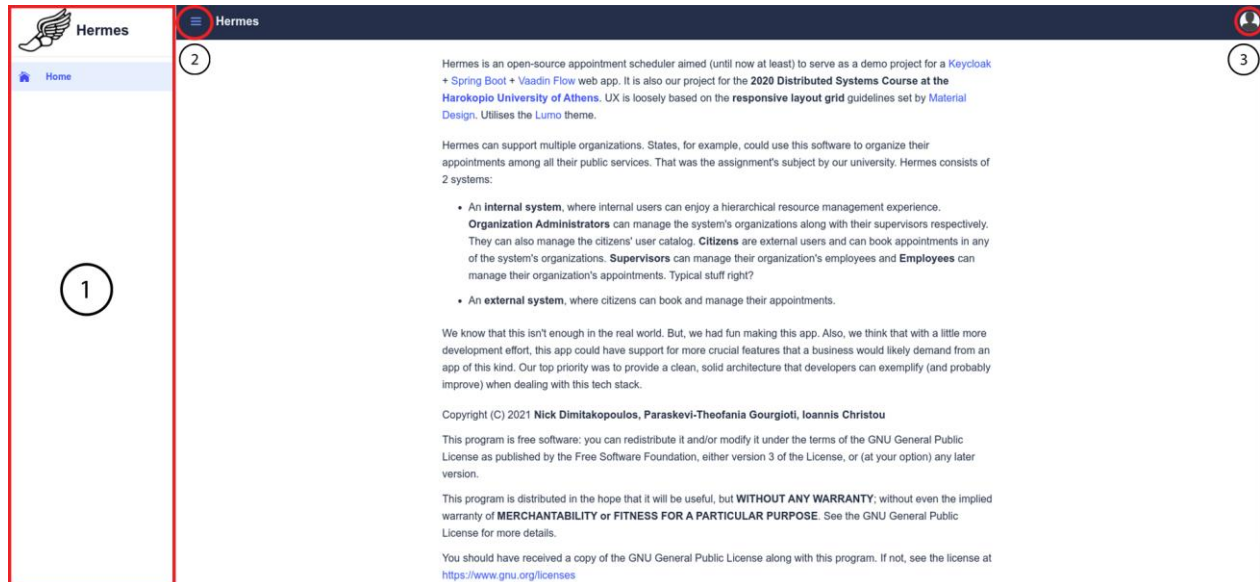 Hermes
Hermes
2
3
Home
1
Hermes is an open-source appointment scheduler aimed (until now at least) to serve as a demo project for a Keycloak
+ Spring Boot + Vaadin Flow web app. It is also our project for the 2020 Distributed Systems Course at the
Harokopio University of Athens. UX is loosely based on the responsive layout grid guidelines set by Material
Design. Utilises the Lumo theme.
Hermes can support multiple organizations. States, for example, could use this software to organize their
appointments among all their public services. That was the assignment's subject by our university. Hermes consists of
2 systems:
• An internal system, where internal users can enjoy a hierarchical resource management experience.
Organization Administrators can manage the system's organizations along with their supervisors respectively.
They can also manage the citizens' user catalog. Citizens are external users and can book appointments in any
of the system's organizations. Supervisors can manage their organization's employees and Employees can
manage their organization's appointments. Typical stuff right?
• An external system, where citizens can book and manage their appointments.
We know that this isn't enough in the real world. But, we had fun making this app. Also, we think that with a little more
development effort, this app could have support for more crucial features that a business would likely demand from an
app of this kind. Our top priority was to provide a clean, solid architecture that developers can exemplify (and probably
improve) when dealing with this tech stack.
Copyright (C) 2021 Nick Dimitakopoulos, Paraskevi-Theofania Gourgioti, Ioannis Christou
This program is free software: you can redistribute it and/or modify it under the terms of the GNU General Public
License as published by the Free Software Foundation, either version 3 of the License, or (at your option) any later
version.
This program is distributed in the hope that it will be useful, but WITHOUT ANY WARRANTY; without even the implied
warranty of MERCHANTABILITY or FITNESS FOR A PARTICULAR PURPOSE. See the GNU General Public
License for more details.
You should have received a copy of the GNU General Public License along with this program. If not, see the license at
https://www.gnu.org/licenses